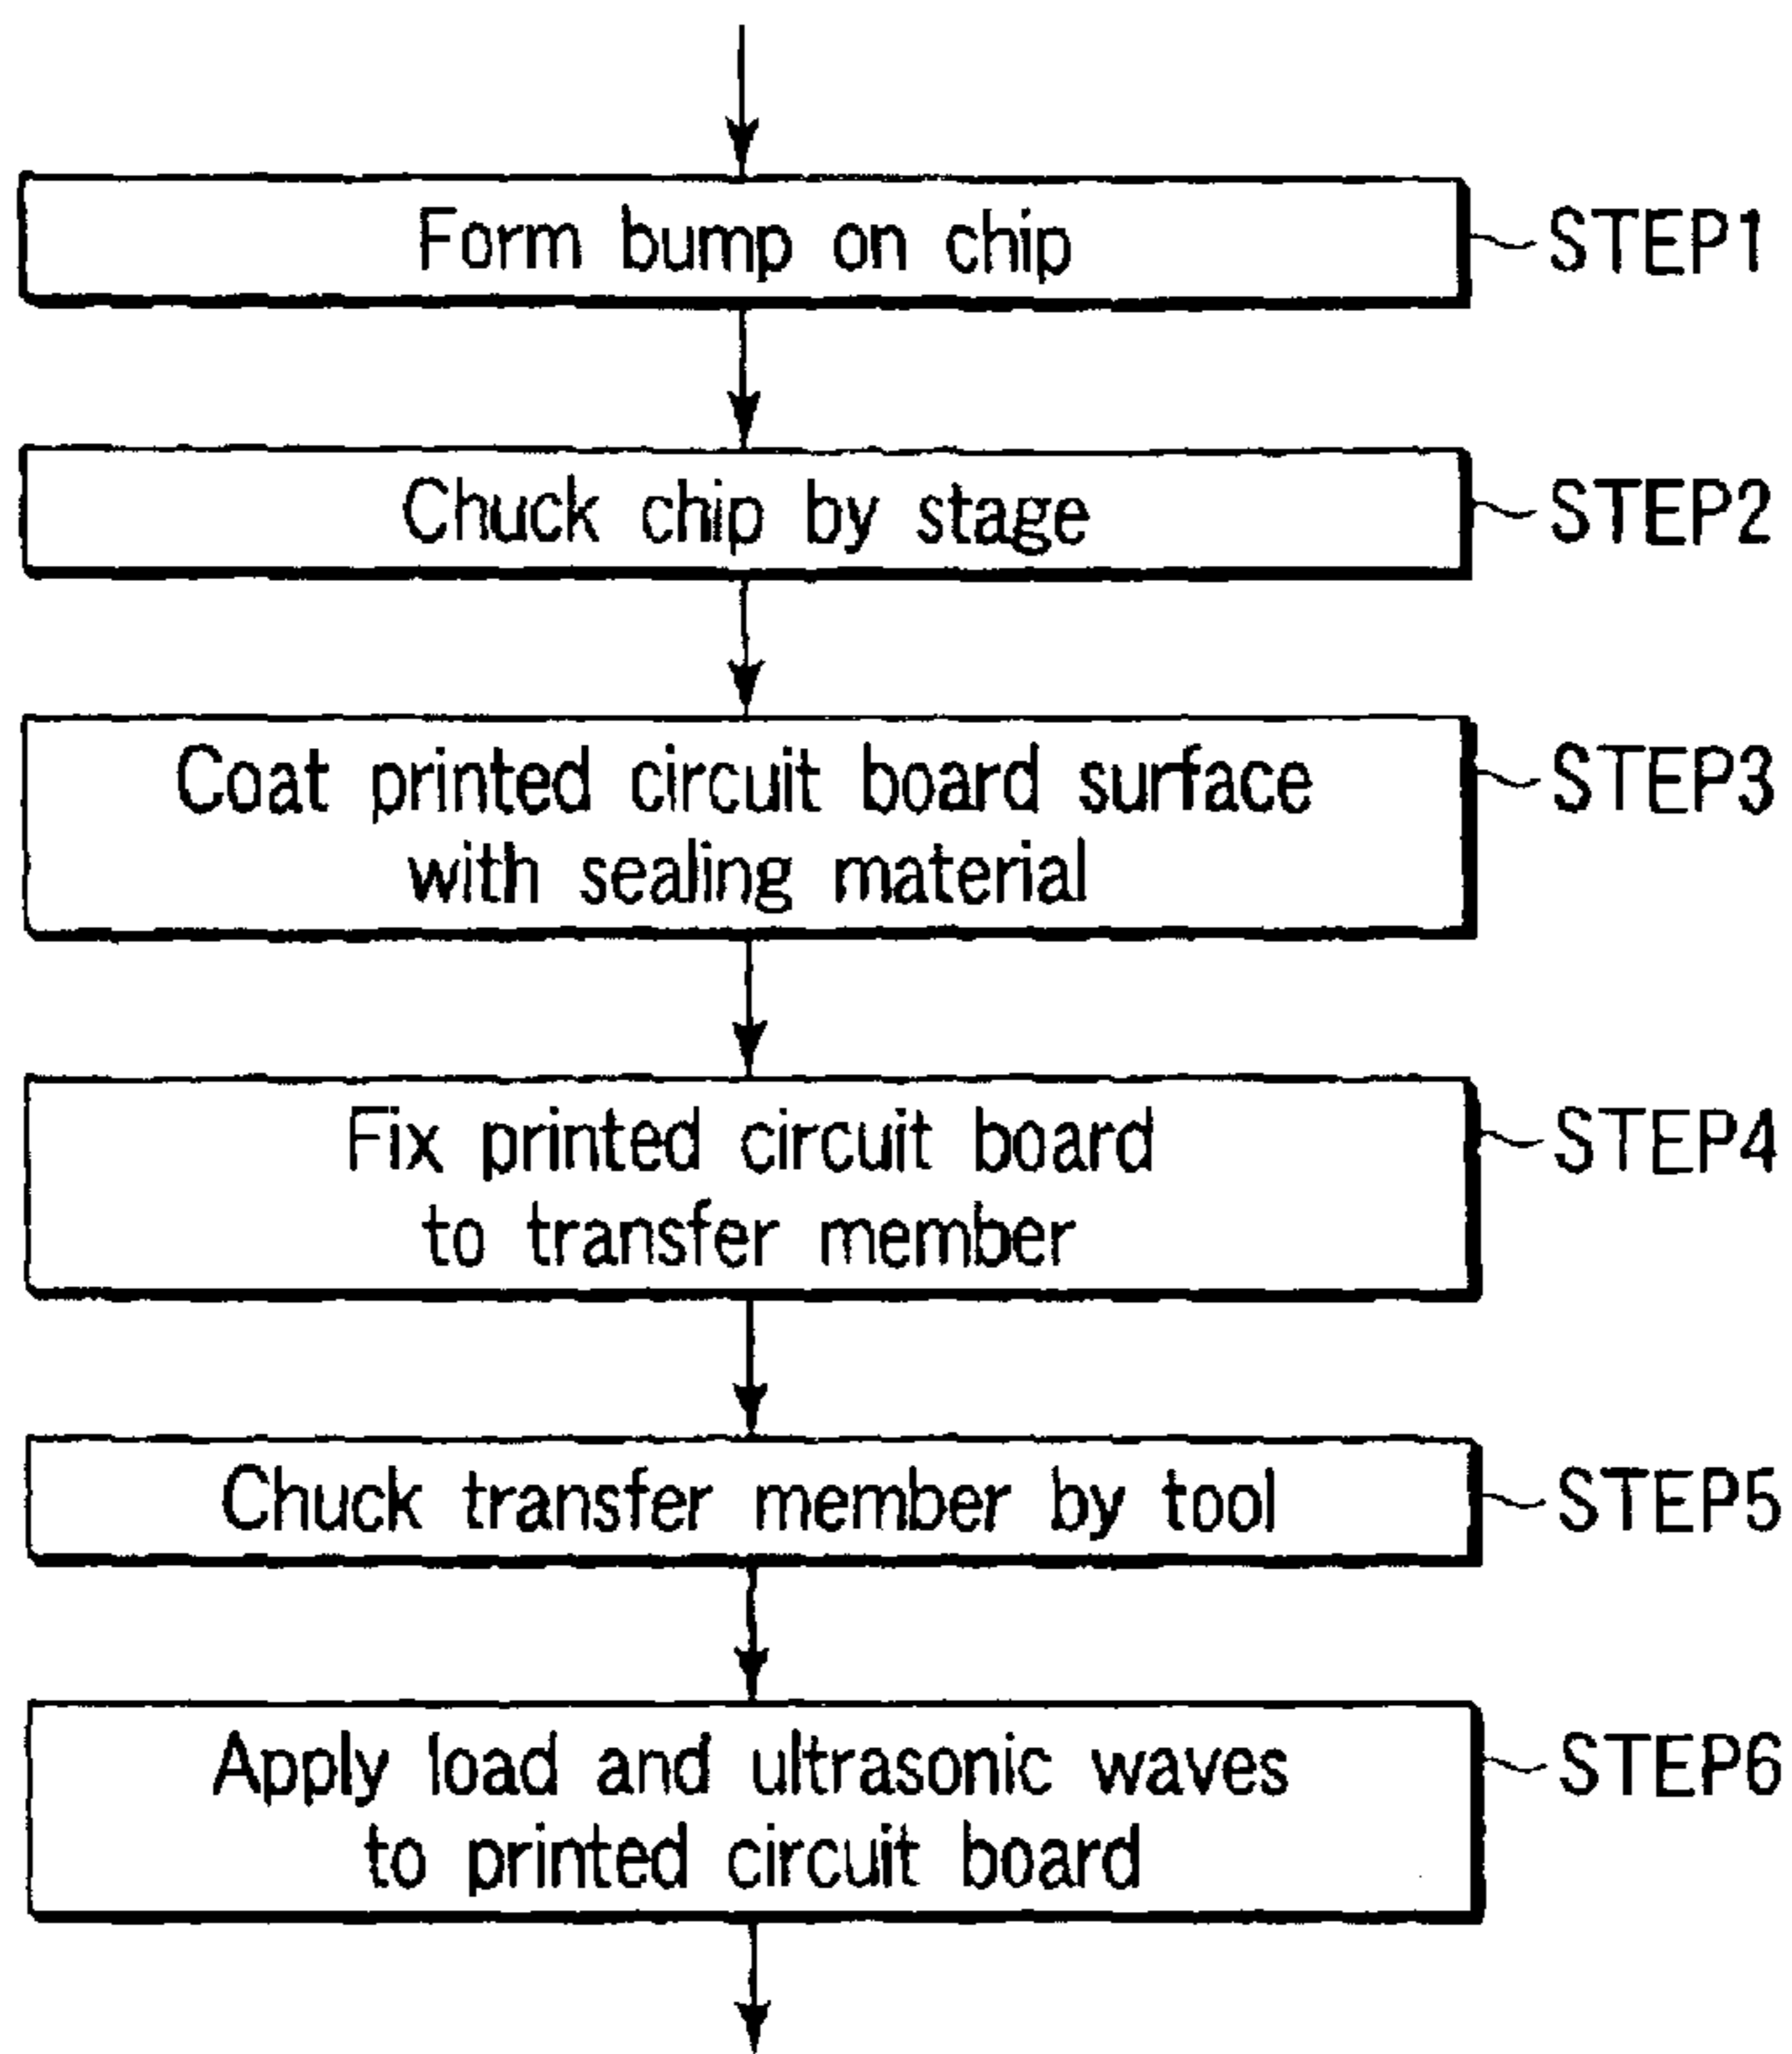 Form bump on chip
STEP1
Chuck chip by stage
STEP2
Coat printed circuit board surface
with sealing material
STEP3
Fix printed circuit board
to transfer member
STEP4
Chuck transfer member by tool
STEP5
Apply load and ultrasonic waves
to printed circuit board
STEP6